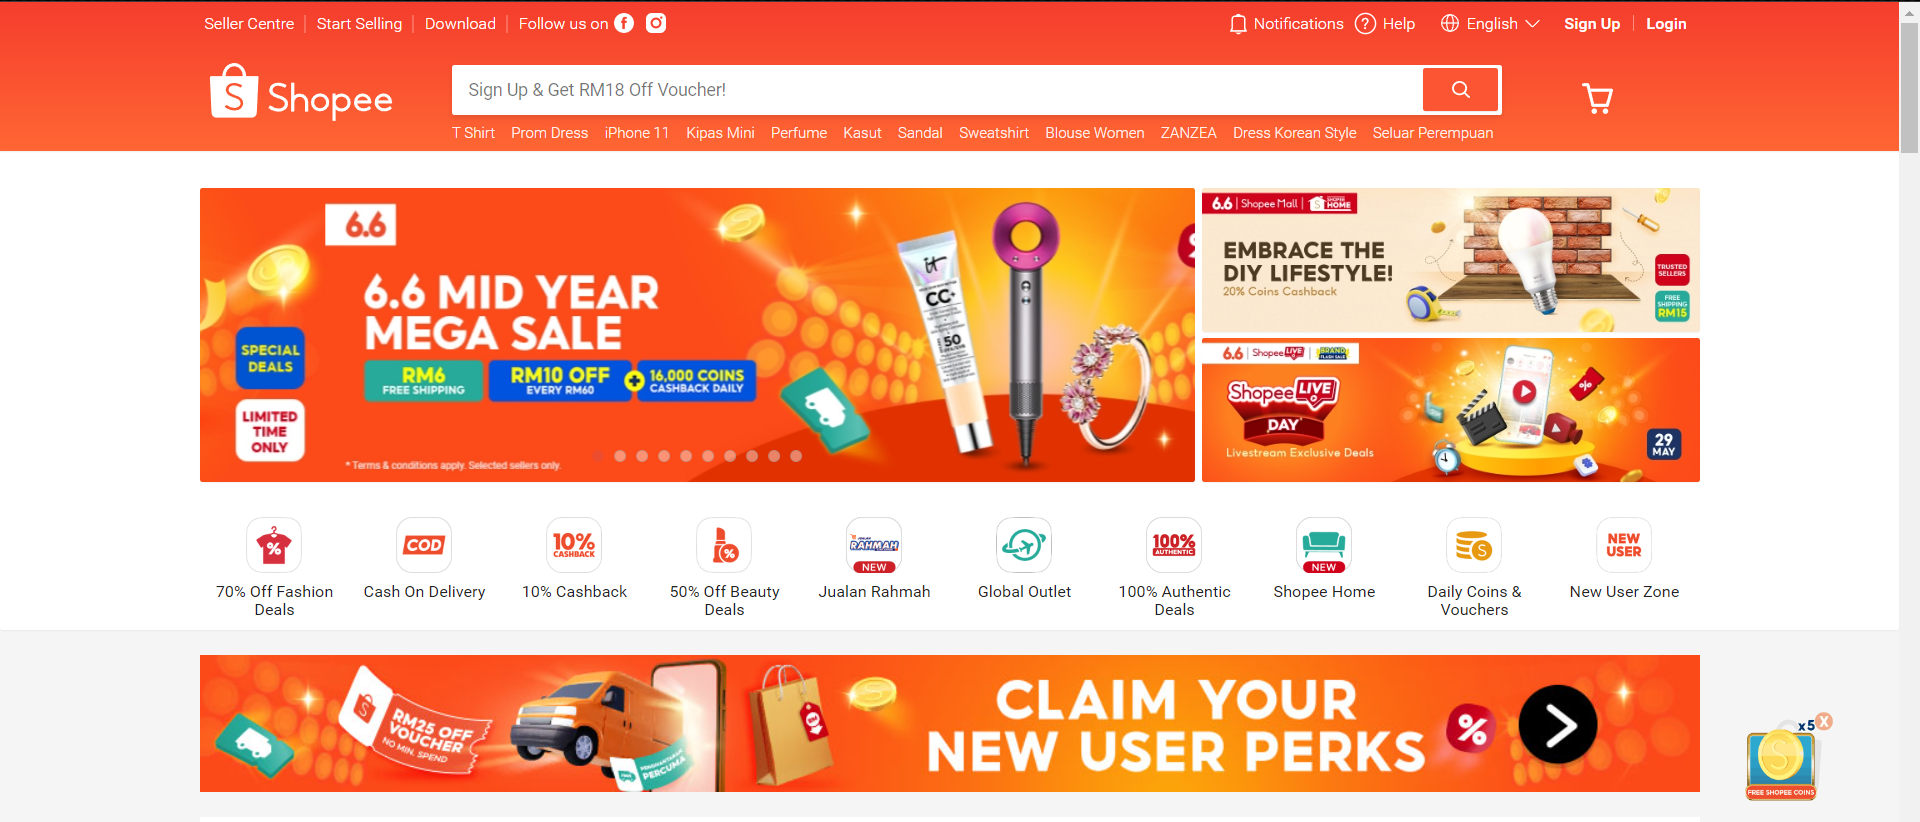 Seller Centre
Start Selling
Download
Follow us on
Notifications
Help
English
Sign Up
Login
Shopee
Sign Up & Get RM18 Off Voucher!
T Shirt
Prom Dress
iPhone 11
Kipas Mini
Perfume
Kasut
Sandal
Sweatshirt
Blouse Women
ZANZEA
Dress Korean Style
Seluar Perempuan
6.6
6.6 MID YEAR
MEGA SALE
SPECIAL
DEALS
RM6
FREE SHIPPING
RM10 OFF
EVERY RM60
+
16,000 COINS
CASHBACK DAILY
LIMITED
TIME
ONLY
* Terms & conditions apply. Selected sellers only.
it
CC+
50
6.6 | Shopee Mall | SHOPEE HOME
EMBRACE THE
DIY LIFESTYLE!
20% Coins Cashback
TRUSTED
SELLERS
FREE
SHIPPING
RM15
6.6 | Shopee LIVE | BRAND FLASH SALE
Shopee LIVE
DAY
Livestream Exclusive Deals
29
MAY
70% Off Fashion
Deals
COD
Cash On Delivery
10%
CASHBACK
10% Cashback
50% Off Beauty
Deals
RAHMAH
NEW
Jualan Rahmah
Global Outlet
100%
AUTHENTIC
100% Authentic
Deals
NEW
Shopee Home
Daily Coins &
Vouchers
NEW
USER
New User Zone
RM25 OFF
VOUCHER
NO MIN. SPEND
PENGHANTARAN
PERCUMA
CLAIM YOUR
NEW USER PERKS
%
x5
X
FREE SHOPEE COINS